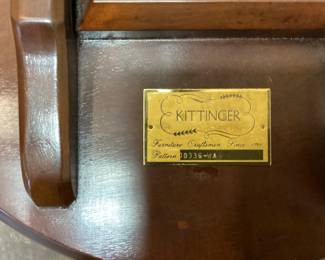 KITTINGER
Furniture Craftsmen Since
Pattern